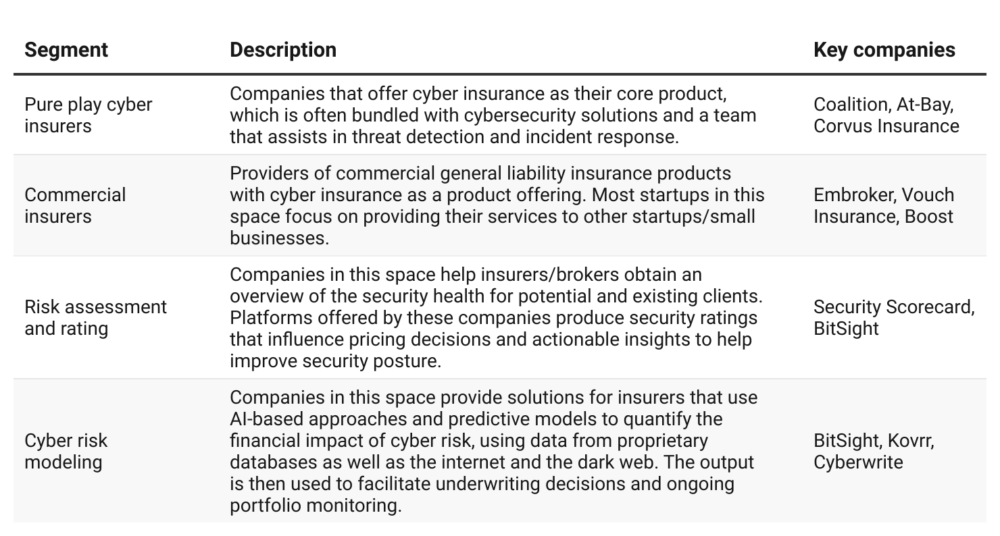 Segment Description Key companies
Pure play cyber
insurers
Companies that offer cyber insurance as their core product,
which is often bundled with cybersecurity solutions and a team
that assists in threat detection and incident response.
Coalition, At-Bay,
Corvus Insurance
Commercial
insurers
Providers of commercial general liability insurance products
with cyber insurance as a product offering. Most startups in this
space focus on providing their services to other startups/small
businesses.
Embroker, Vouch
Insurance, Boost
Risk assessment
and rating
Companies in this space help insurers/brokers obtain an
overview of the security health for potential and existing clients.
Platforms offered by these companies produce security ratings
that influence pricing decisions and actionable insights to help
improve security posture.
Security Scorecard,
BitSight
Cyber risk
modeling
Companies in this space provide solutions for insurers that use
AI-based approaches and predictive models to quantify the
financial impact of cyber risk, using data from proprietary
databases as well as the internet and the dark web. The output
is then used to facilitate underwriting decisions and ongoing
portfolio monitoring.
BitSight, Kovrr,
Cyberwrite